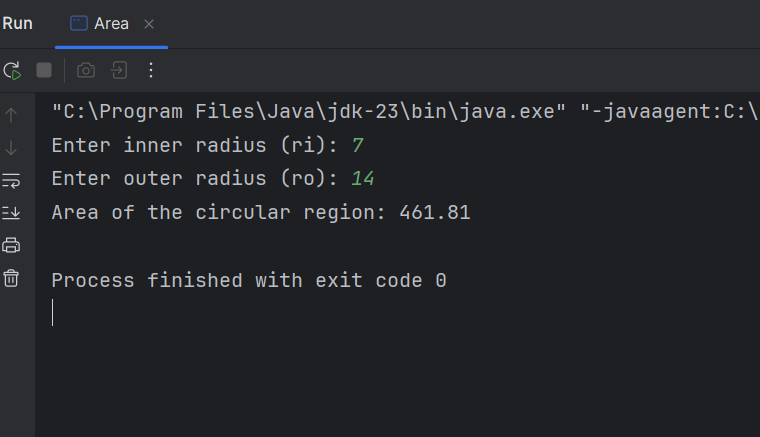 Run
Area
"C:\Program Files\Java\jdk-23\bin\java.exe" "-javaagent:C:\
Enter inner radius (ri): 7
Enter outer radius (ro): 14
Area of the circular region: 461.81
Process finished with exit code 0